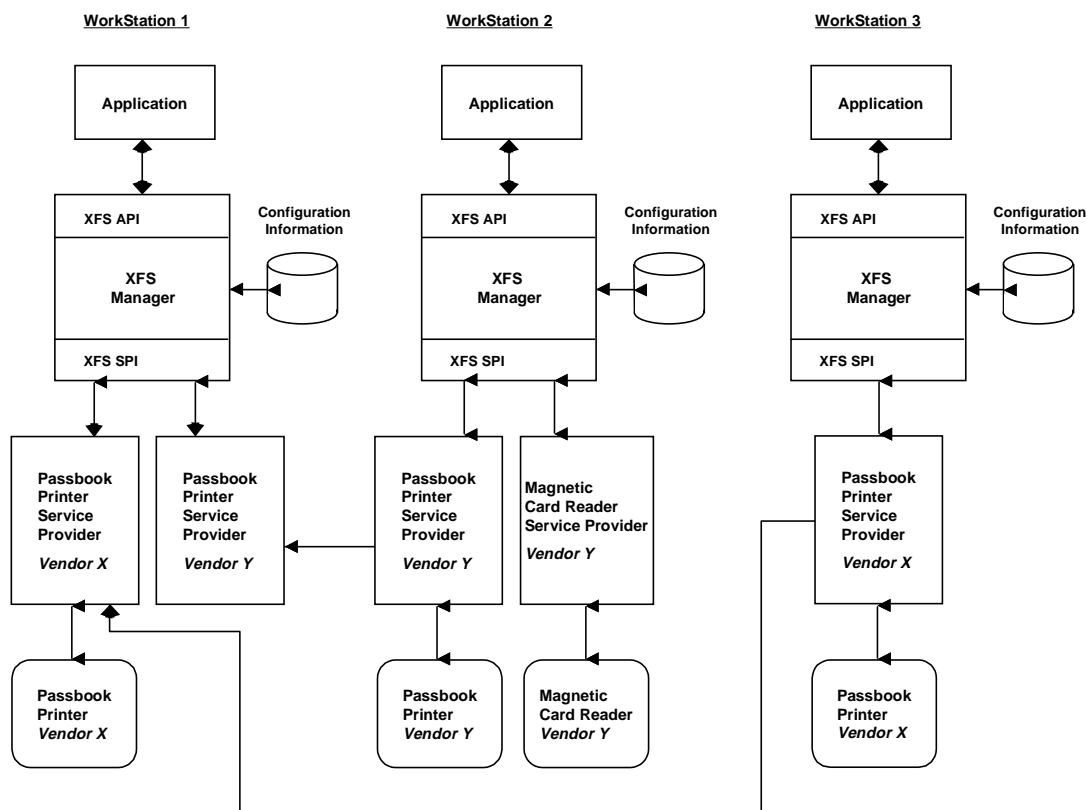 WorkStation 1
WorkStation 2
WorkStation 3
Application
Application
Application
XFS API
Configuration
Information
XFS
Manager
XFS SPI
XFS API
Configuration
Information
XFS
Manager
XFS SPI
XFS API
Configuration
Information
XFS
Manager
XFS SPI
Passbook
Printer
Service
Provider
Vendor X
Passbook
Printer
Service
Provider
Vendor Y
Passbook
Printer
Service
Provider
Vendor Y
Magnetic
Card Reader
Service Provider
Vendor Y
Passbook
Printer
Service
Provider
Vendor X
Passbook
Printer
Vendor X
Passbook
Printer
Vendor Y
Magnetic
Card Reader
Vendor Y
Passbook
Printer
Vendor X